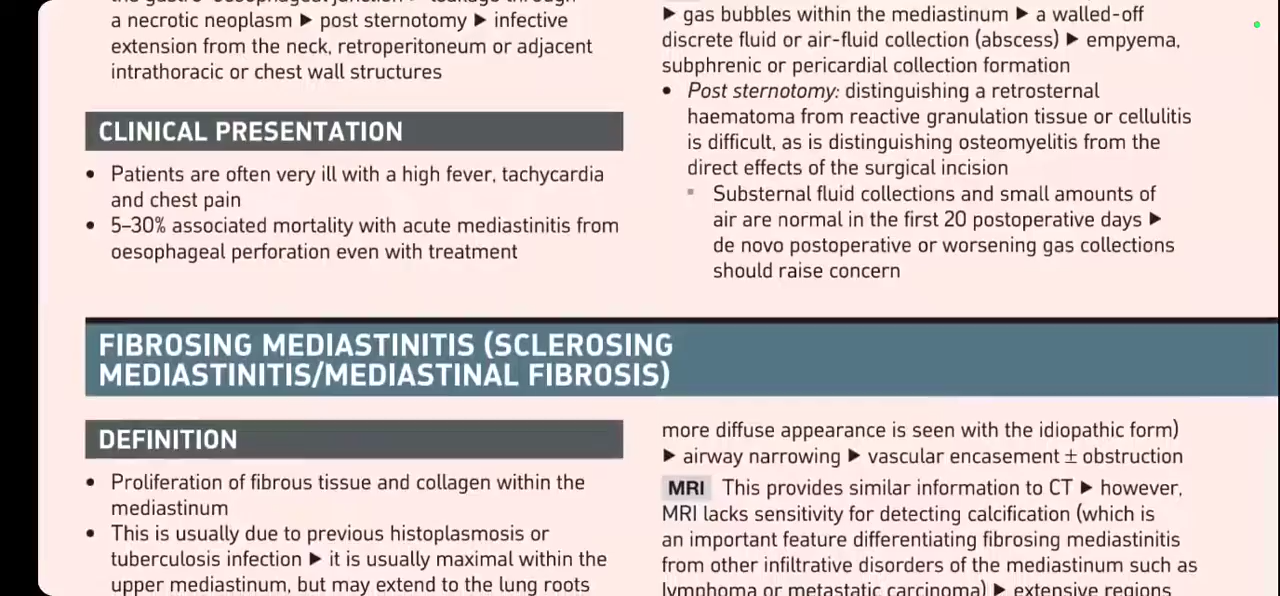 a necrotic neoplasm ▶ post sternotomy ▶ infective
extension from the neck, retroperitoneum or adjacent
intrathoracic or chest wall structures
CLINICAL PRESENTATION
• Patients are often very ill with a high fever, tachycardia
and chest pain
• 5–30% associated mortality with acute mediastinitis from
oesophageal perforation even with treatment
▶ gas bubbles within the mediastinum ▶ a walled-off
discrete fluid or air-fluid collection (abscess) ▶ empyema,
subphrenic or pericardial collection formation
• Post sternotomy: distinguishing a retrosternal
haematoma from reactive granulation tissue or cellulitis
is difficult, as is distinguishing osteomyelitis from the
direct effects of the surgical incision
▪ Substernal fluid collections and small amounts of
air are normal in the first 20 postoperative days ▶
de novo postoperative or worsening gas collections
should raise concern
FIBROSING MEDIASTINITIS (SCLEROSING
MEDIASTINITIS/MEDIASTINAL FIBROSIS)
DEFINITION
• Proliferation of fibrous tissue and collagen within the
mediastinum
• This is usually due to previous histoplasmosis or
tuberculosis infection ▶ it is usually maximal within the
upper mediastinum, but may extend to the lung roots
more diffuse appearance is seen with the idiopathic form)
▶ airway narrowing ▶ vascular encasement ± obstruction
MRI This provides similar information to CT ▶ however,
MRI lacks sensitivity for detecting calcification (which is
an important feature differentiating fibrosing mediastinitis
from other infiltrative disorders of the mediastinum such as
lymphoma or metastatic carcinoma) ▶ extensive regions